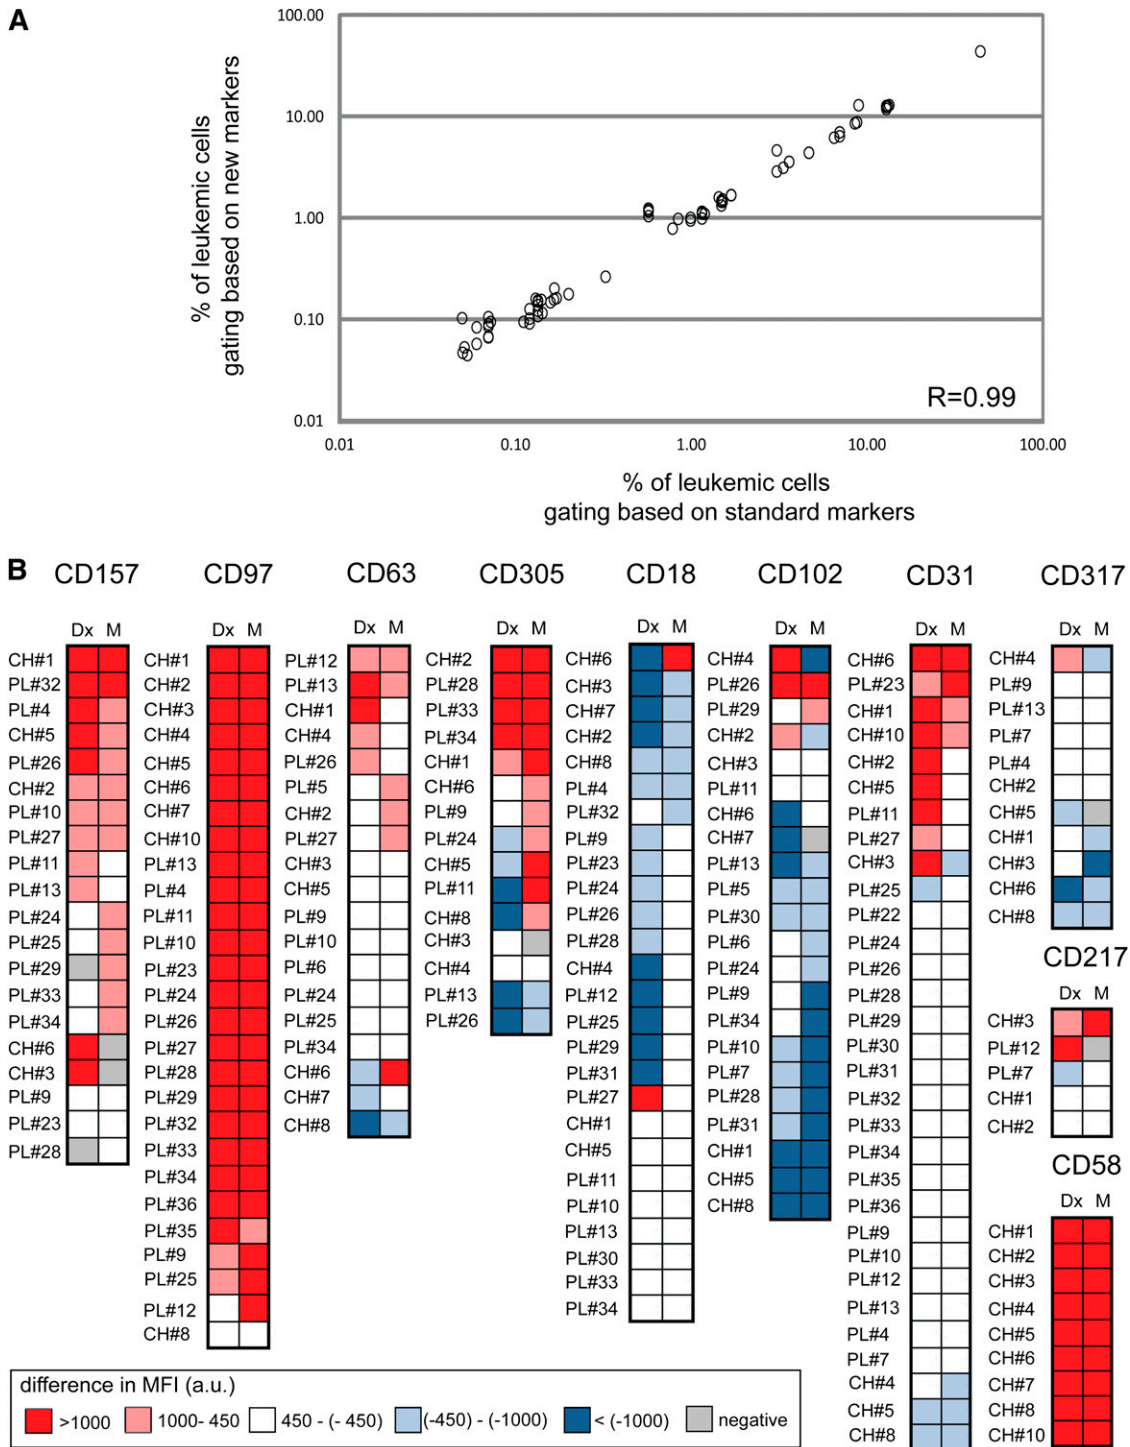 A
100.00
10.00
1.00
0.10
0.01
% of leukemic cells
gating based on new markers
R=0.99
0.01 0.10 1.00 10.00 100.00
% of leukemic cells
gating based on standard markers
B
CD157
Dx M
CH#1
PL#32
PL#4
CH#5
PL#26
CH#2
PL#10
PL#27
PL#11
PL#13
PL#24
PL#25
PL#29
PL#33
PL#34
CH#6
CH#3
PL#9
PL#23
PL#28
CD97
Dx M
CH#1
CH#2
CH#3
CH#4
CH#5
CH#6
CH#7
CH#10
PL#13
PL#4
PL#11
PL#10
PL#23
PL#24
PL#26
PL#27
PL#28
PL#29
PL#32
PL#33
PL#34
PL#36
PL#35
PL#9
PL#25
PL#12
CH#8
CD63
Dx M
PL#12
PL#13
CH#1
CH#4
PL#26
PL#5
CH#2
PL#27
CH#3
CH#5
PL#9
PL#10
PL#6
PL#24
PL#25
PL#34
CH#6
CH#7
CH#8
CD305
Dx M
CH#2
PL#28
PL#33
PL#34
CH#1
CH#6
PL#9
PL#24
CH#5
PL#11
CH#8
CH#3
CH#4
PL#13
PL#26
CD18
Dx M
CH#6
CH#3
CH#7
CH#2
CH#8
PL#4
PL#32
PL#9
PL#23
PL#24
PL#26
PL#28
CH#4
PL#12
PL#25
PL#29
PL#31
PL#27
CH#1
CH#5
PL#11
PL#10
PL#13
PL#30
PL#33
PL#34
CD102
Dx M
CH#4
PL#26
PL#29
CH#2
CH#3
PL#11
CH#6
CH#7
PL#13
PL#5
PL#30
PL#6
PL#24
PL#9
PL#34
PL#10
PL#7
PL#28
PL#31
CH#1
CH#5
CH#8
CD31
Dx M
CH#6
PL#23
CH#1
CH#10
CH#2
CH#5
PL#11
PL#27
CH#3
PL#25
PL#22
PL#24
PL#26
PL#28
PL#29
PL#30
PL#31
PL#32
PL#33
PL#34
PL#35
PL#36
PL#9
PL#10
PL#12
PL#13
PL#4
PL#7
CH#4
CH#5
CH#8
CD317
Dx M
CH#4
PL#9
PL#13
PL#7
PL#4
CH#2
CH#5
CH#1
CH#3
CH#6
CH#8
CD217
Dx M
CH#3
PL#12
PL#7
CH#1
CH#2
CD58
Dx M
CH#1
CH#2
CH#3
CH#4
CH#5
CH#6
CH#7
CH#8
CH#10
difference in MFI (a.u.)
>1000 1000- 450 450 - (- 450) (-450) - (-1000) < (-1000) negative